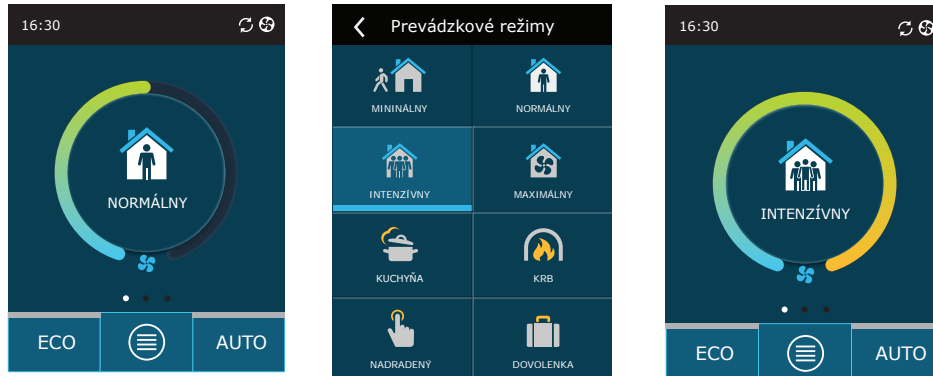 16:30
NORMÁLNY
ECO
AUTO
Prevádzkové režimy
MININÁLNY
NORMÁLNY
INTENZÍVNY
MAXIMÁLNY
KUCHYŇA
KRB
NADRADENÝ
DOVOLENKA
16:30
INTENZÍVNY
ECO
AUTO